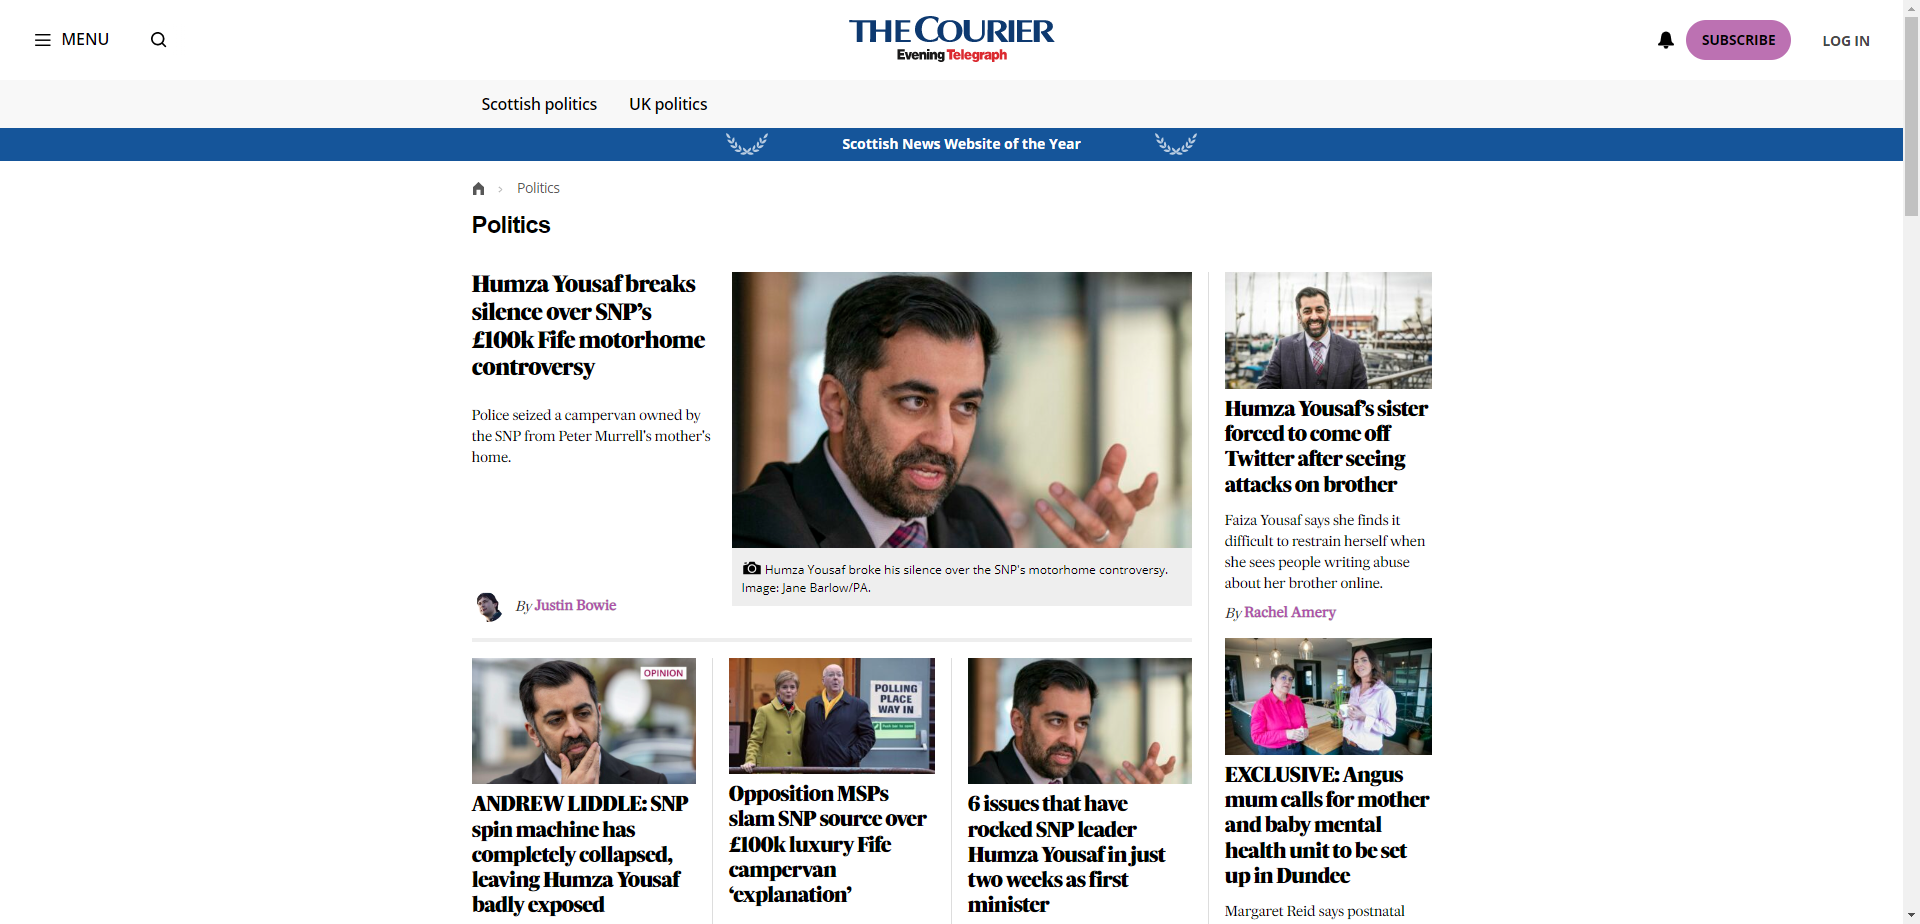 MENU
THE COURIER
Evening Telegraph
SUBSCRIBE
LOG IN
Scottish politics
UK politics
Scottish News Website of the Year
Politics
Politics
Humza Yousaf breaks
silence over SNP's
£100k Fife motorhome
controversy
Police seized a campervan owned by
the SNP from Peter Murrell's mother's
home.
By Justin Bowie
Humza Yousaf broke his silence over the SNP's motorhome controversy.
Image: Jane Barlow/PA.
Humza Yousaf's sister
forced to come off
Twitter after seeing
attacks on brother
Faiza Yousaf says she finds it
difficult to restrain herself when
she sees people writing abuse
about her brother online.
By Rachel Amery
OPINION
ANDREW LIDDLE: SNP
spin machine has
completely collapsed,
leaving Humza Yousaf
badly exposed
POLLING
PLACE
WAY IN
Opposition MSPs
slam SNP source over
£100k luxury Fife
campervan
‘explanation’
6 issues that have
rocked SNP leader
Humza Yousaf in just
two weeks as first
minister
EXCLUSIVE: Angus
mum calls for mother
and baby mental
health unit to be set
up in Dundee
Margaret Reid says postnatal